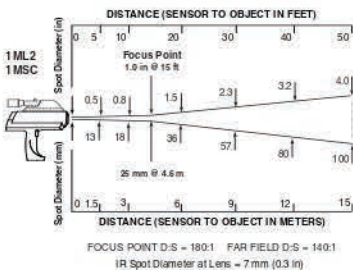 DISTANCE (SENSOR TO OBJECT IN FEET)
0 5 10 20 30 40 50
1ML2
1MSC
Spot Diameter (in)
Focus Point
1.0 in @ 15 ft
0.5 0.8 1.5 2.3 3.2 4.0
13 18 36 57 80 100
Spot Diameter (mm)
26 mm @ 4.6 m
0 1.5 3 6 9 12 15
DISTANCE (SENSOR TO OBJECT IN METERS)
FOCUS POINT D:S = 180:1 FAR FIELD D:S = 140:1
IR Spot Diameter at Lens = 7 mm (0.3 in)